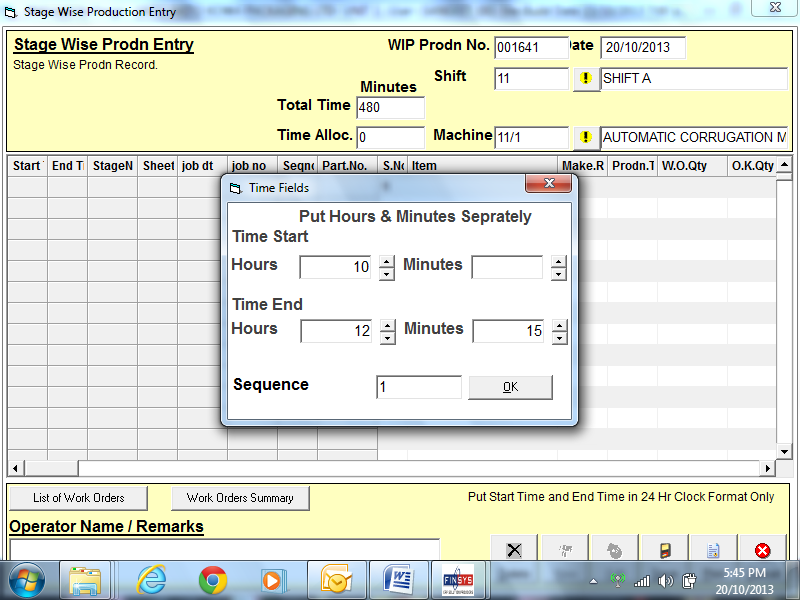 Stage Wise Production Entry
Stage Wise Prodn Entry
WIP Prodn No. 001641 Date 20/10/2013
Stage Wise Prodn Record.
Shift 11 ! SHIFT A
Minutes
Total Time 480
Time Alloc. 0 Machine 11/1 ! AUTOMATIC CORRUGATION M
Start End T StageN Sheet job dt job no Seqno Part.No. S.No Item Make.R Prodn.T W.O.Qty O.K.Qty
Time Fields
Put Hours & Minutes Seprately
Time Start
Hours 10 Minutes
Time End
Hours 12 Minutes 15
Sequence 1 OK
List of Work Orders Work Orders Summary Put Start Time and End Time in 24 Hr Clock Format Only
Operator Name / Remarks
FINSYS
5:45 PM
20/10/2013